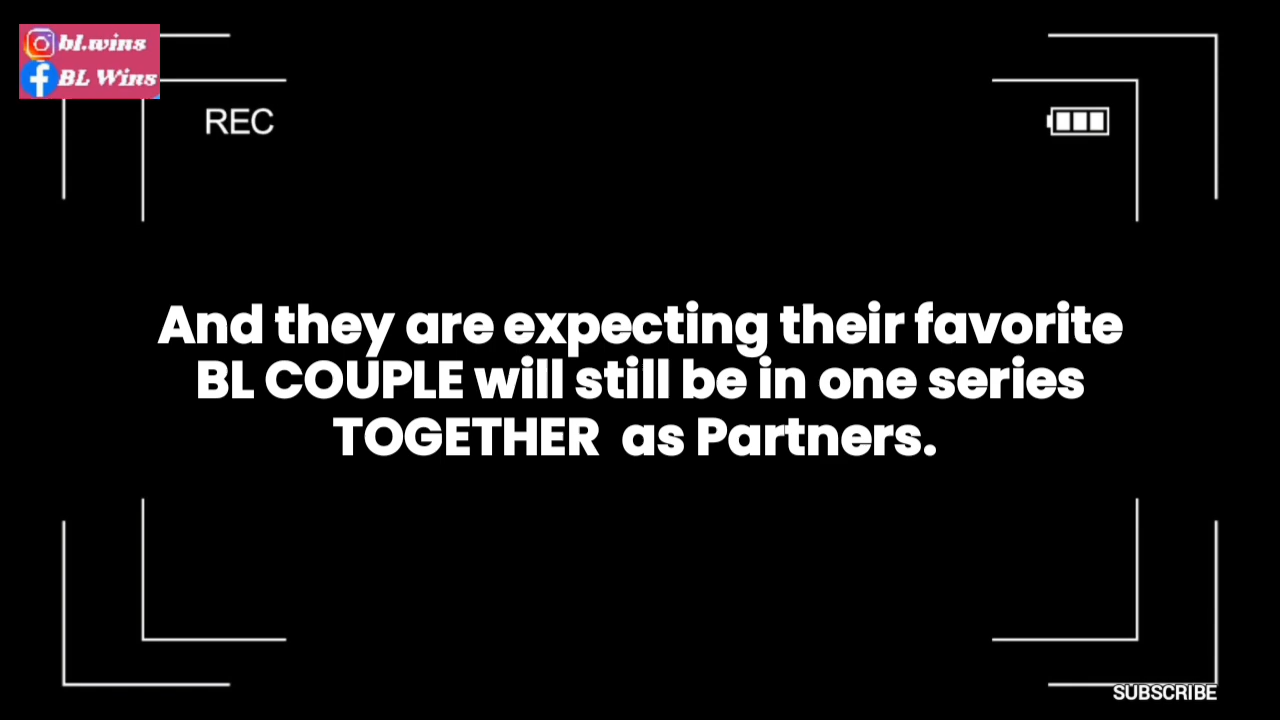 bl.wins
BL Wins
REC
And they are expecting their favorite
BL COUPLE will still be in one series
TOGETHER as Partners.
SUBSCRIBE